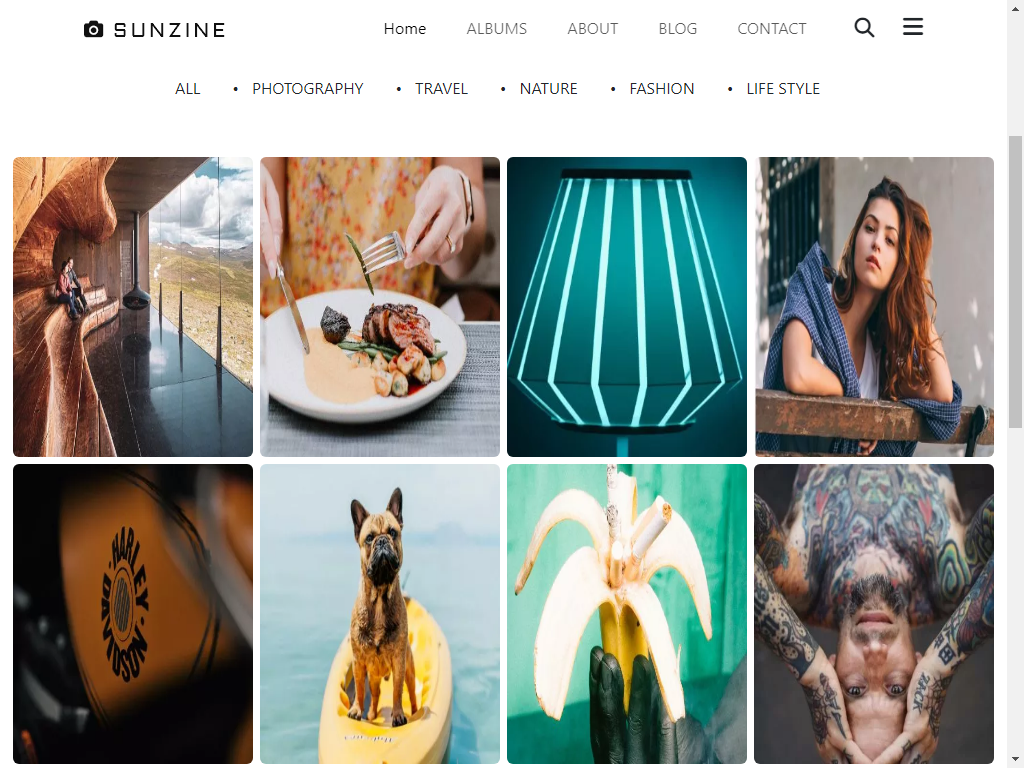 SUNZINE
Home ALBUMS ABOUT BLOG CONTACT
ALL • PHOTOGRAPHY • TRAVEL • NATURE • FASHION • LIFE STYLE
HARLEY-DAVIDSON